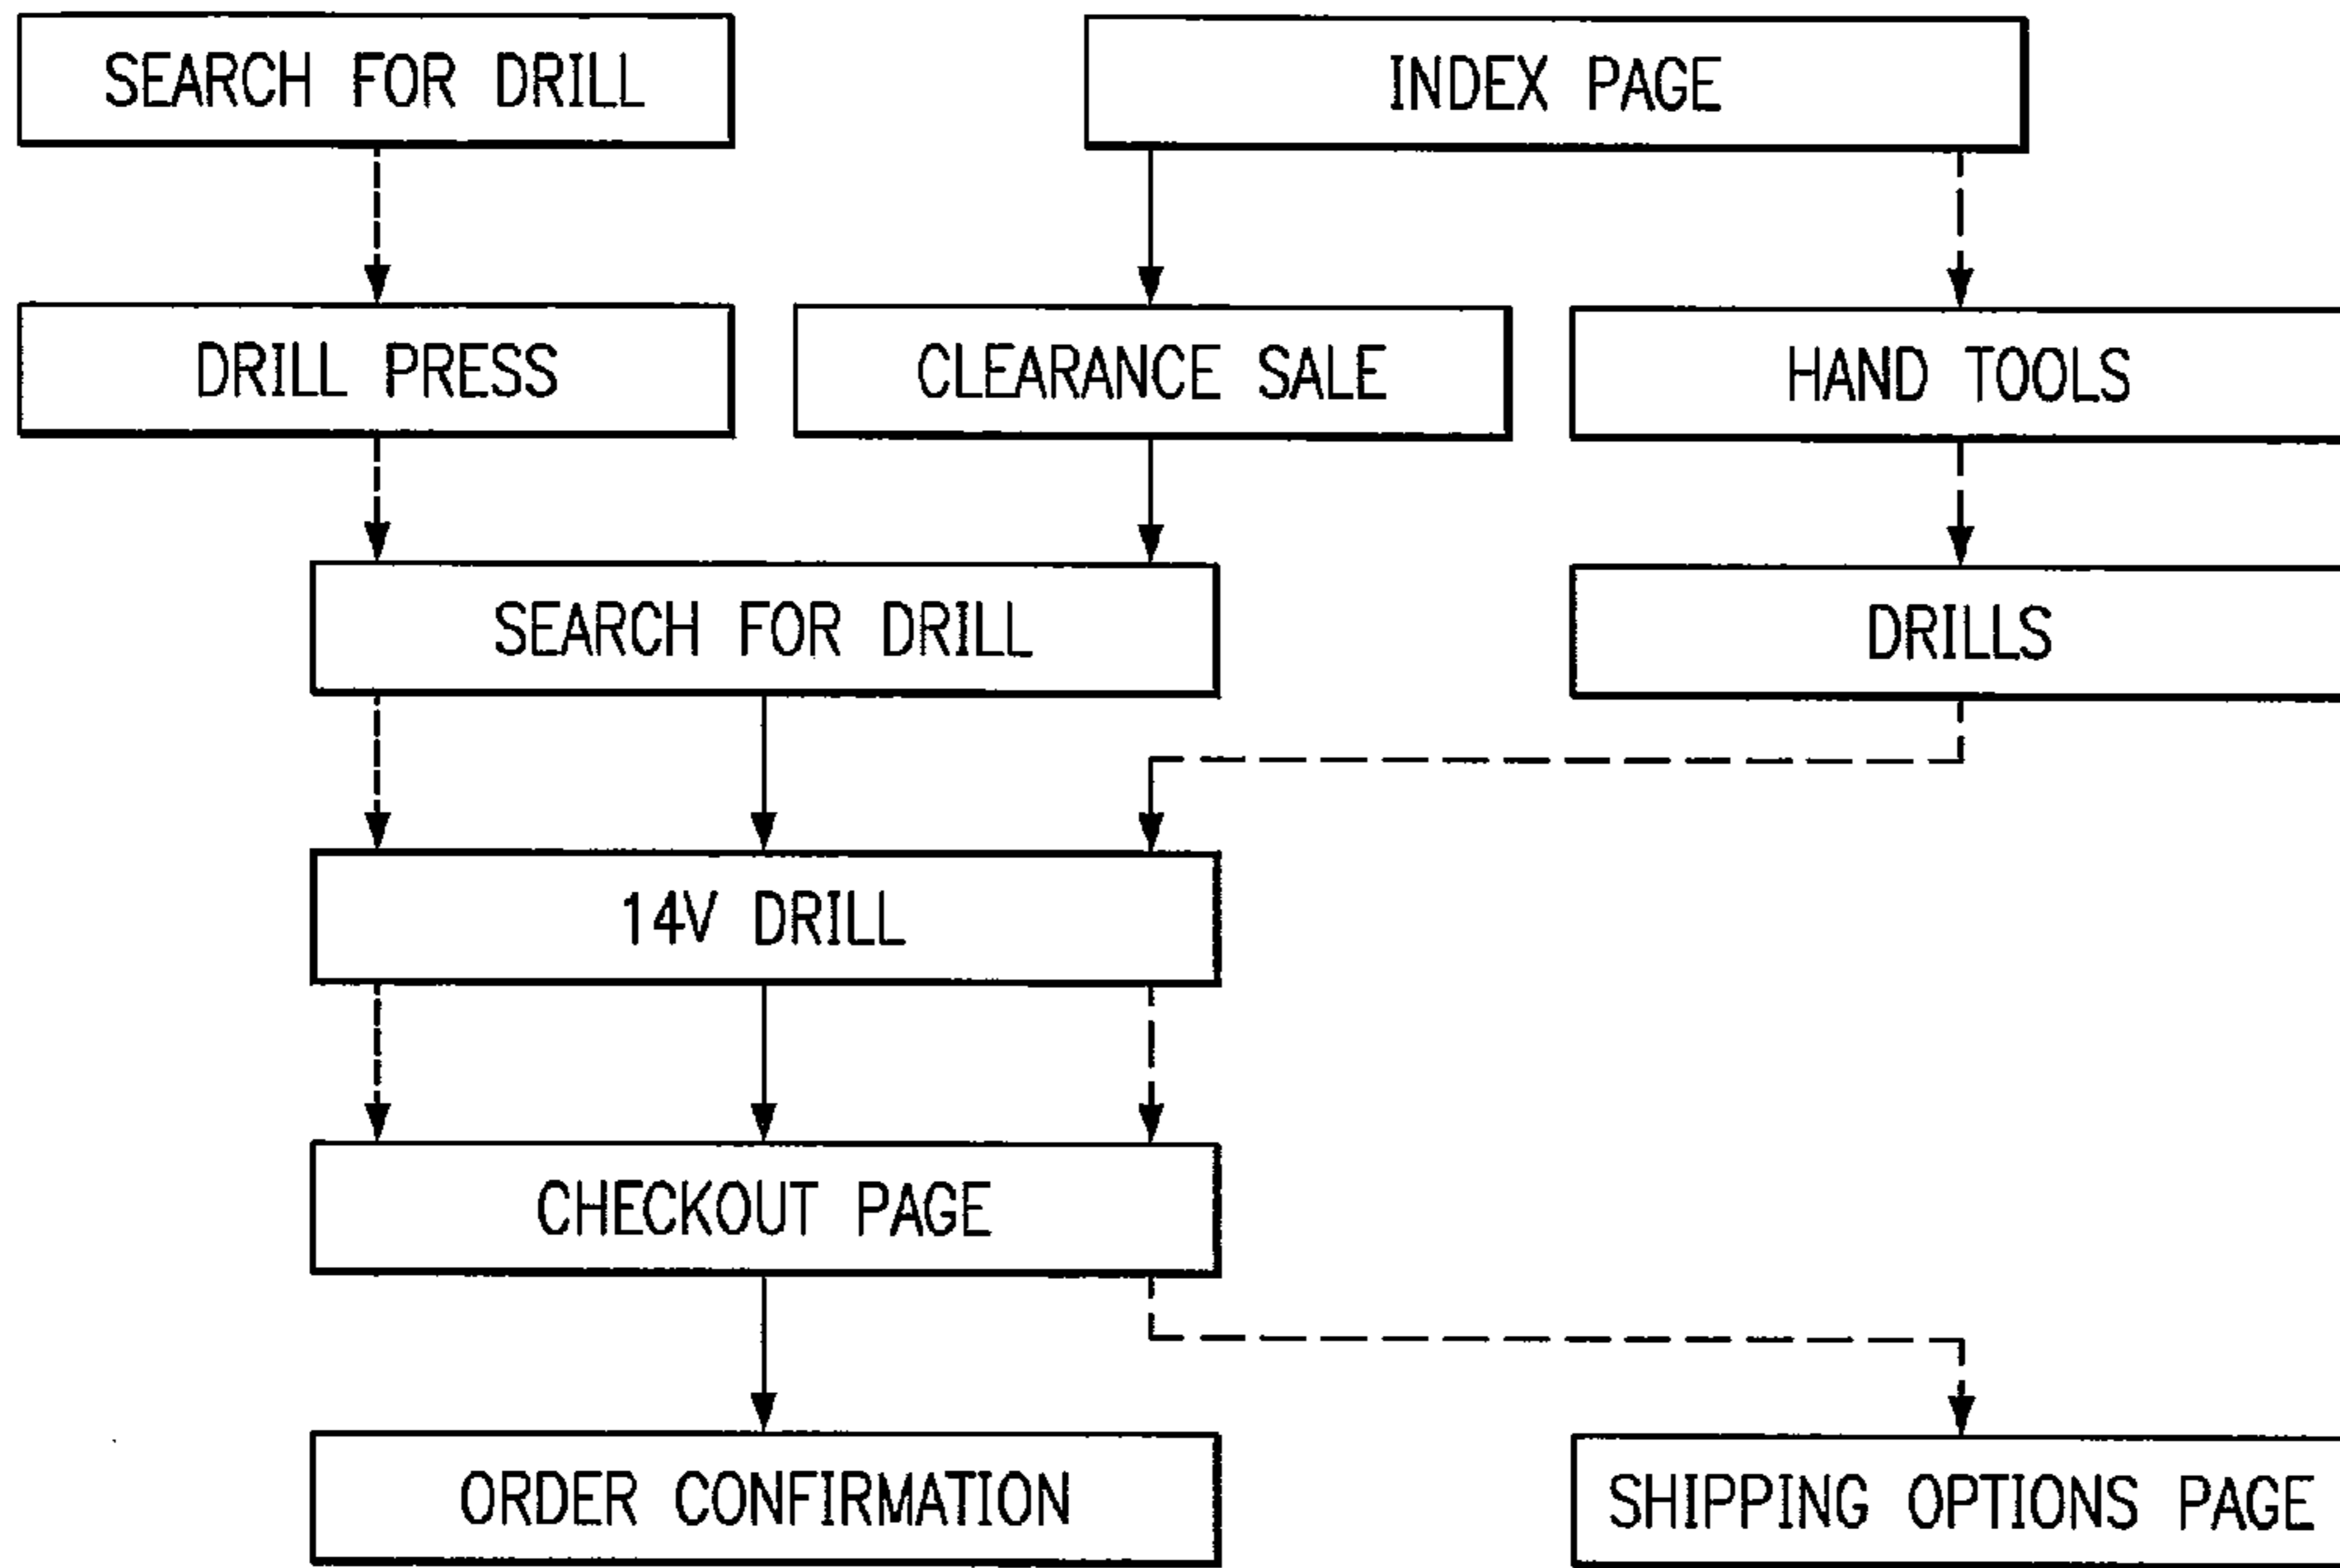 SEARCH FOR DRILL
INDEX PAGE
DRILL PRESS
CLEARANCE SALE
HAND TOOLS
SEARCH FOR DRILL
DRILLS
14V DRILL
CHECKOUT PAGE
ORDER CONFIRMATION
SHIPPING OPTIONS PAGE